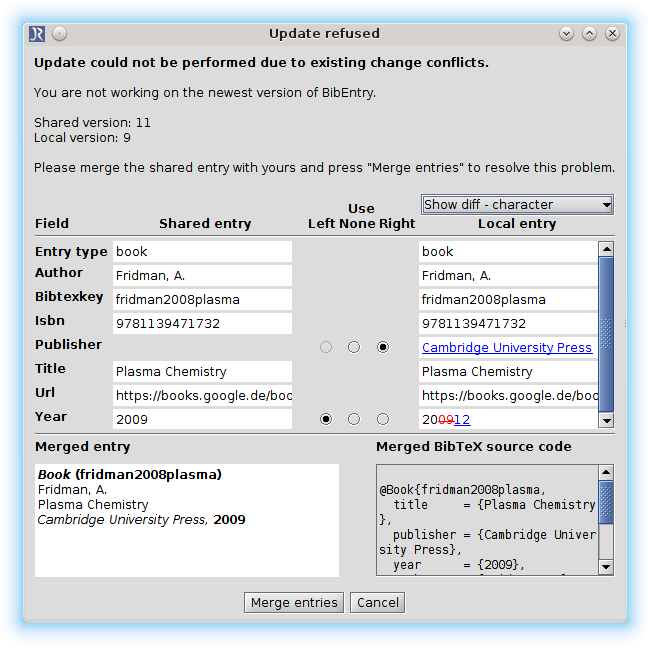 JR
Update refused
Update could not be performed due to existing change conflicts.
You are not working on the newest version of BibEntry.
Shared version: 11
Local version: 9
Please merge the shared entry with yours and press "Merge entries" to resolve this problem.
Show diff - character
Use
Field Shared entry Left None Right Local entry
Entry type book book
Author Fridman, A. Fridman, A.
Bibtexkey fridman2008plasma fridman2008plasma
Isbn 9781139471732 9781139471732
Publisher Cambridge University Press
Title Plasma Chemistry Plasma Chemistry
Url https://books.google.de/boo https://books.google.de/boo
Year 2009 200912
Merged entry Merged BibTeX source code
Book (fridman2008plasma)
Fridman, A.
Plasma Chemistry
Cambridge University Press, 2009
@Book{fridman2008plasma,
title = {Plasma Chemistry
},
publisher = {Cambridge Univer
sity Press},
year = {2009},
Merge entries Cancel